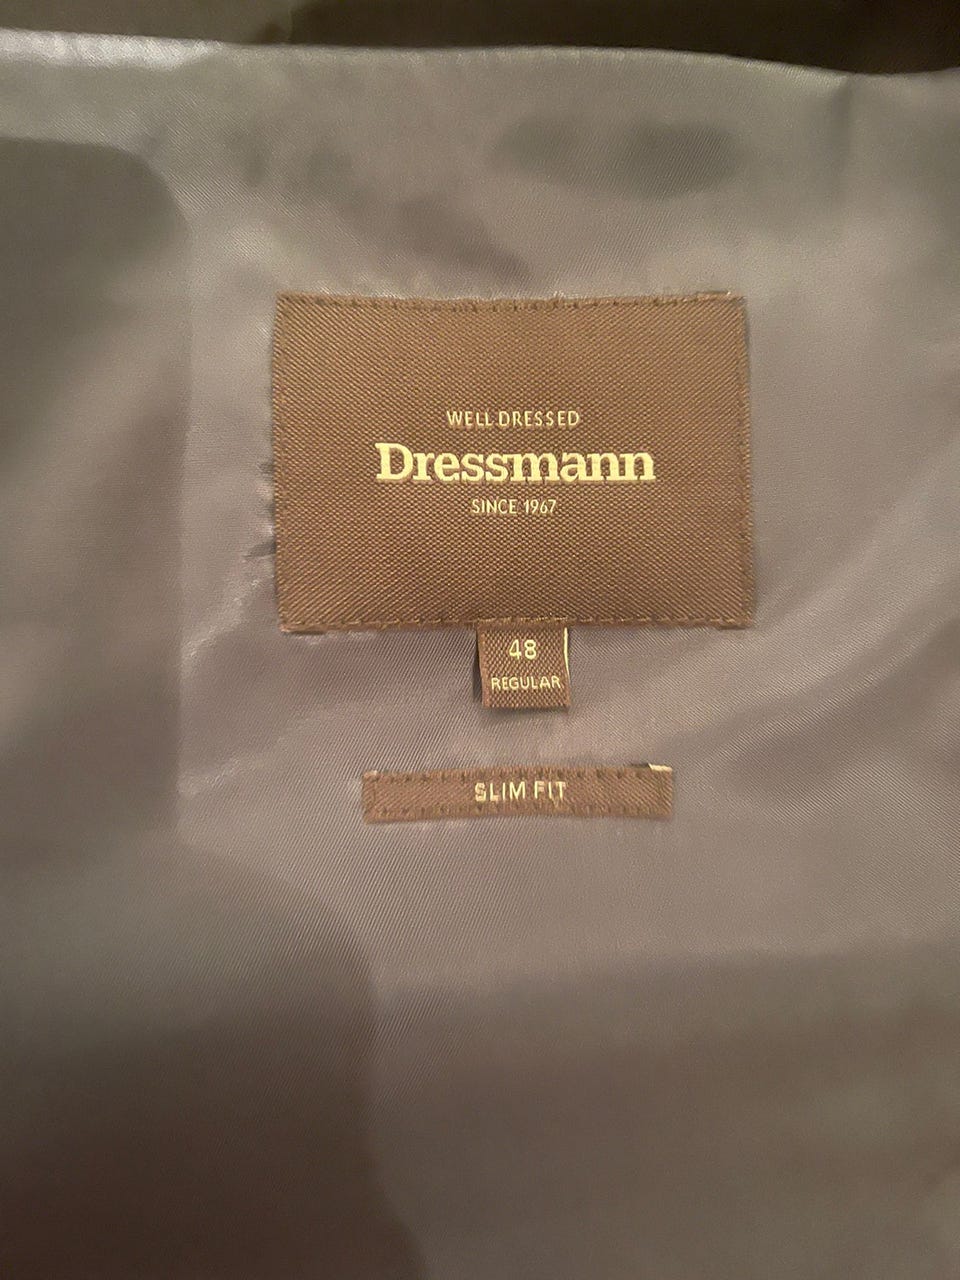 WELL DRESSED
Dressmann
SINCE 1967
48
REGULAR
SLIM FIT